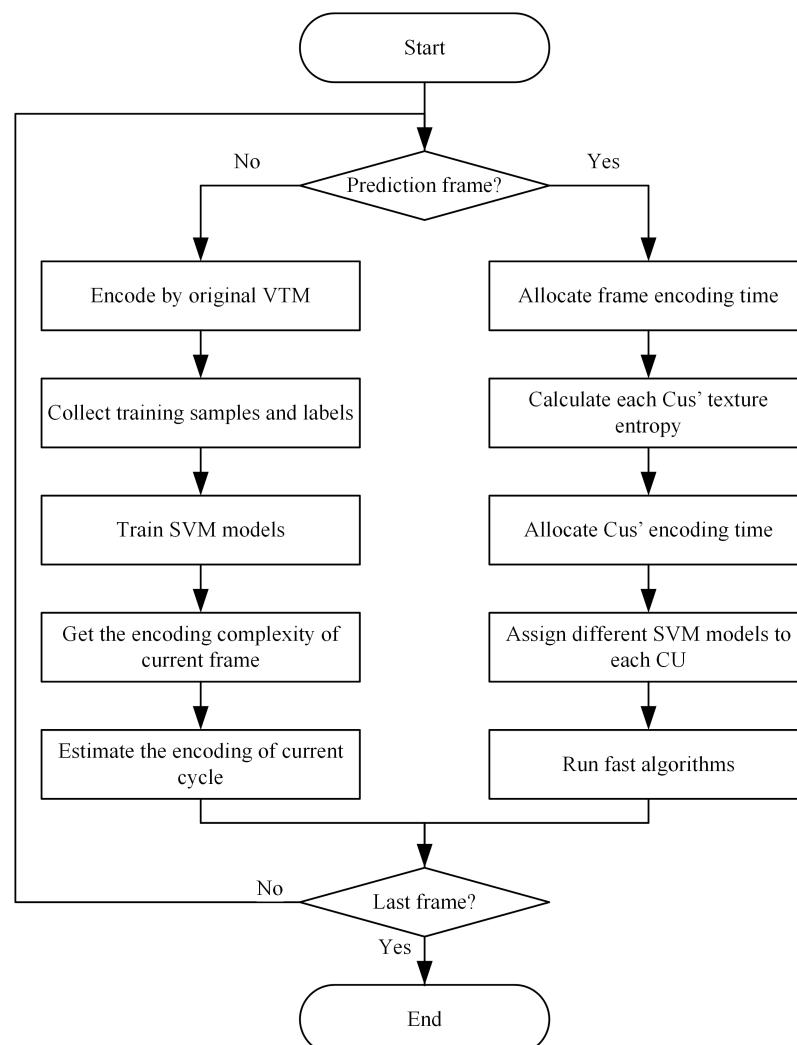 Start
No
Yes
Prediction frame?
Encode by original VTM
Collect training samples and labels
Train SVM models
Get the encoding complexity of
current frame
Estimate the encoding of current
cycle
Allocate frame encoding time
Calculate each Cus’ texture
entropy
Allocate Cus’ encoding time
Assign different SVM models to
each CU
Run fast algorithms
No
Last frame?
Yes
End